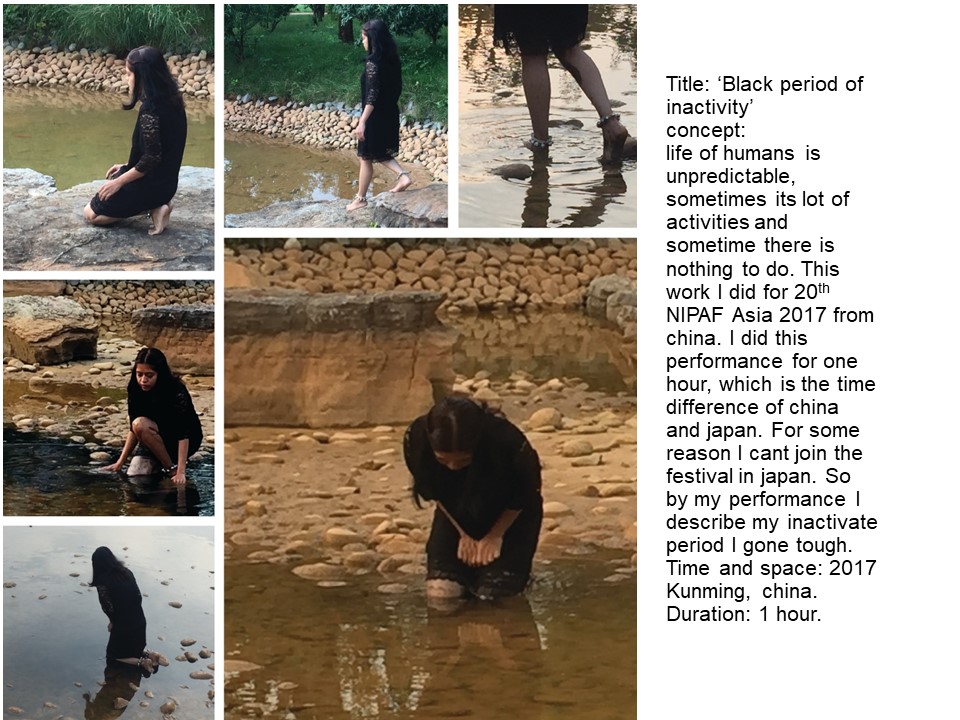 Title: ‘Black period of
inactivity’
concept:
life of humans is
unpredictable,
sometimes its lot of
activities and
sometime there is
nothing to do. This
work I did for 20th
NIPAF Asia 2017 from
china. I did this
performance for one
hour, which is the time
difference of china
and japan. For some
reason I cant join the
festival in japan. So
by my performance I
describe my inactivate
period I gone tough.
Time and space: 2017
Kunming, china.
Duration: 1 hour.